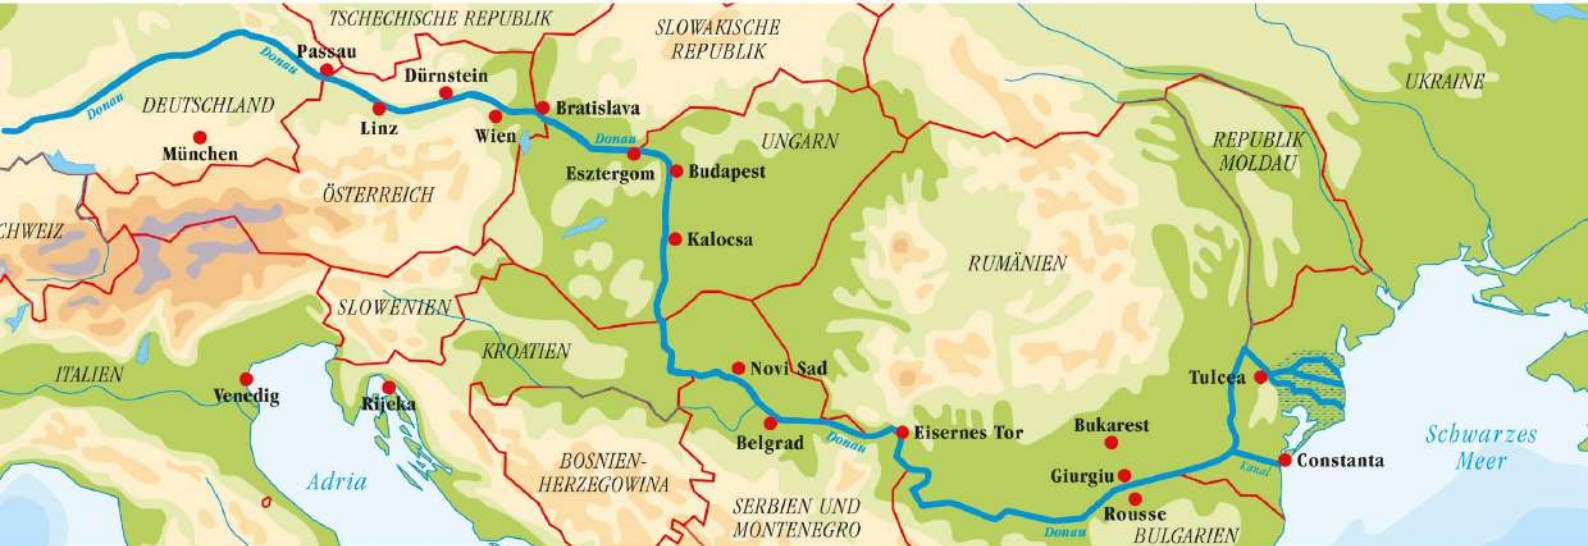 TSCHECHISCHE REPUBLIK
SLOWAKISCHE
REPUBLIK
Passau
Donau
Dürnstein
UKRAINE
Donau
DEUTSCHLAND
Bratislava
Linz
Wien
Donau
UNGARN
REPUBLIK
MOLDAU
München
Esztergom
Budapest
ÖSTERREICH
CHWEIZ
Kalocsa
RUMÄNIEN
SLOWENIEN
KROATIEN
ITALIEN
Venedig
Rijeka
Novi Sad
Tulcea
Belgrad
Donau
Eisernes Tor
Bukarest
Schwarzes
Meer
Adria
BOSNIEN-
HERZEGOWINA
Giurgiu
Kanal
Constanta
SERBIEN UND
MONTENEGRO
Rousse
Donau
BULGARIEN